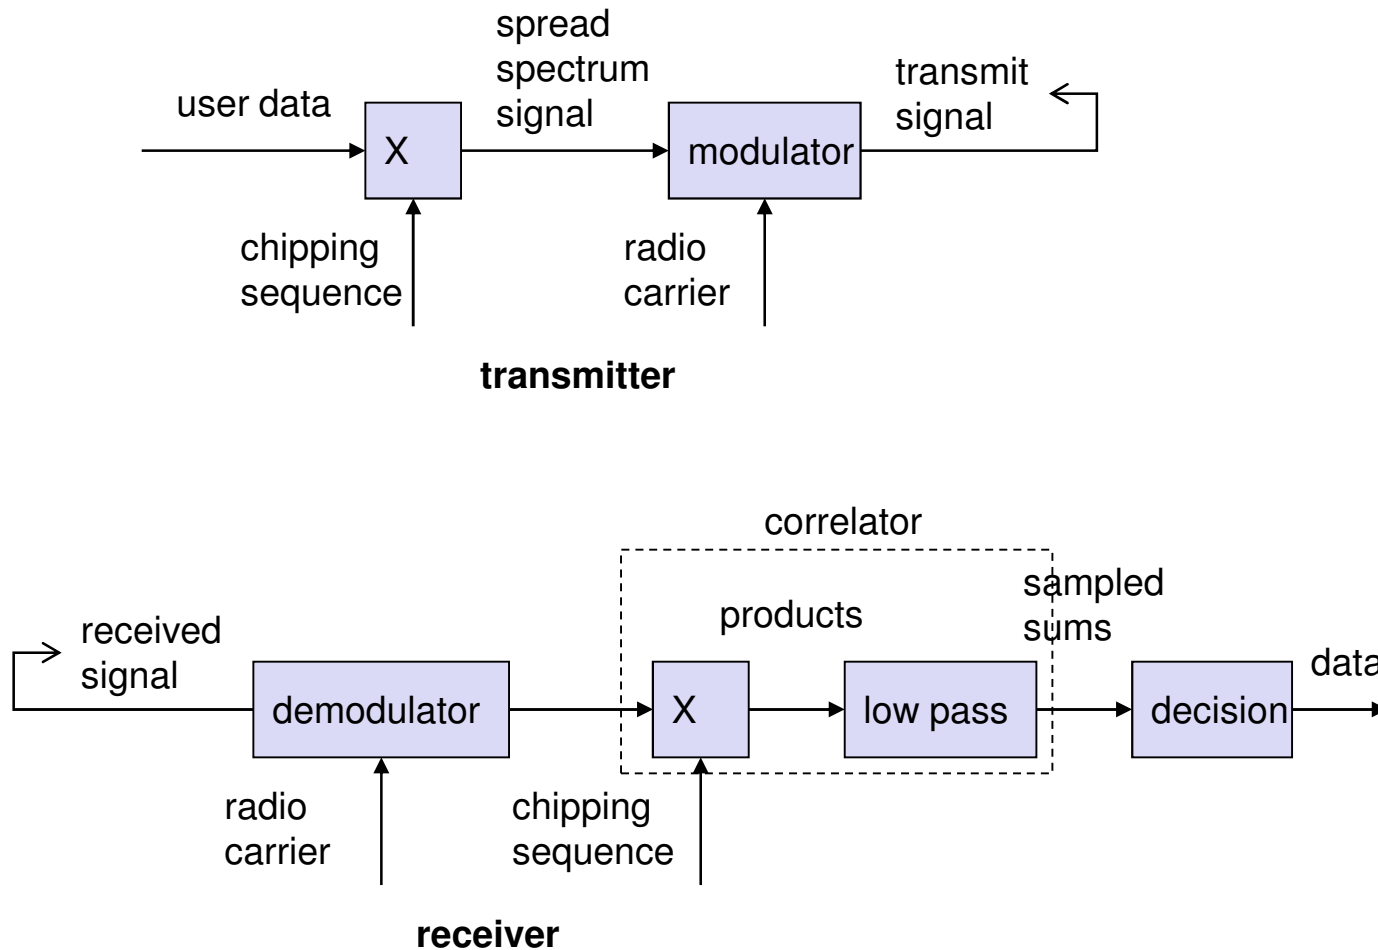 spread
spectrum
signal
user data
transmit
signal
X
modulator
chipping
sequence
radio
carrier
transmitter
correlator
sampled
sums
products
received
signal
data
demodulator
X
low pass
decision
radio
carrier
chipping
sequence
receiver